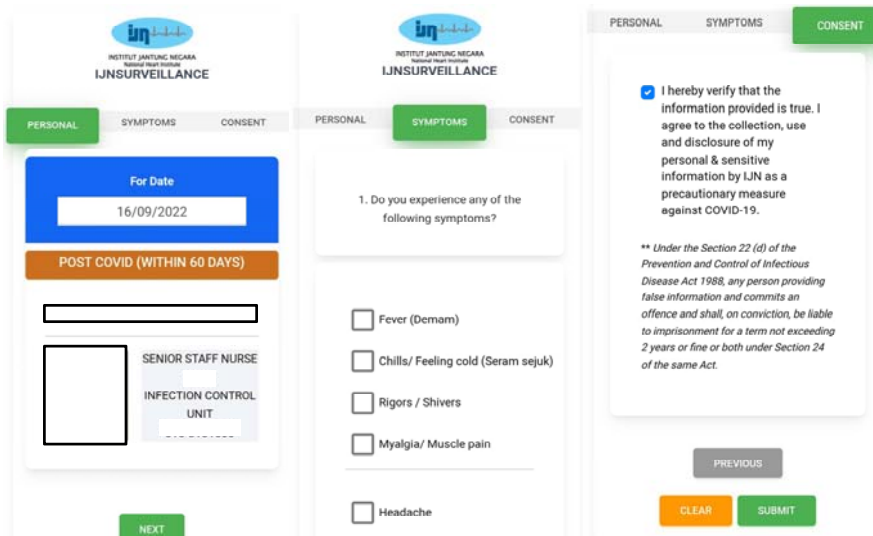 ijn
INSTITUT JANTUNG NEGARA
National Heart Institute
IJNSURVEILLANCE
PERSONAL SYMPTOMS CONSENT
For Date
16/09/2022
POST COVID (WITHIN 60 DAYS)
SENIOR STAFF NURSE
INFECTION CONTROL
UNIT
NEXT
ijn
INSTITUT JANTUNG NEGARA
National Heart Institute
IJNSURVEILLANCE
PERSONAL SYMPTOMS CONSENT
1. Do you experience any of the
following symptoms?
Fever (Demam)
Chills/ Feeling cold (Seram sejuk)
Rigors / Shivers
Myalgia/ Muscle pain
Headache
PERSONAL SYMPTOMS CONSENT
I hereby verify that the
information provided is true. I
agree to the collection, use
and disclosure of my
personal & sensitive
information by IJN as a
precautionary measure
against COVID-19.
** Under the Section 22 (d) of the
Prevention and Control of Infectious
Disease Act 1988, any person providing
false information and commits an
offence and shall, on conviction, be liable
to imprisonment for a term not exceeding
2 years or fine or both under Section 24
of the same Act.
PREVIOUS
CLEAR SUBMIT